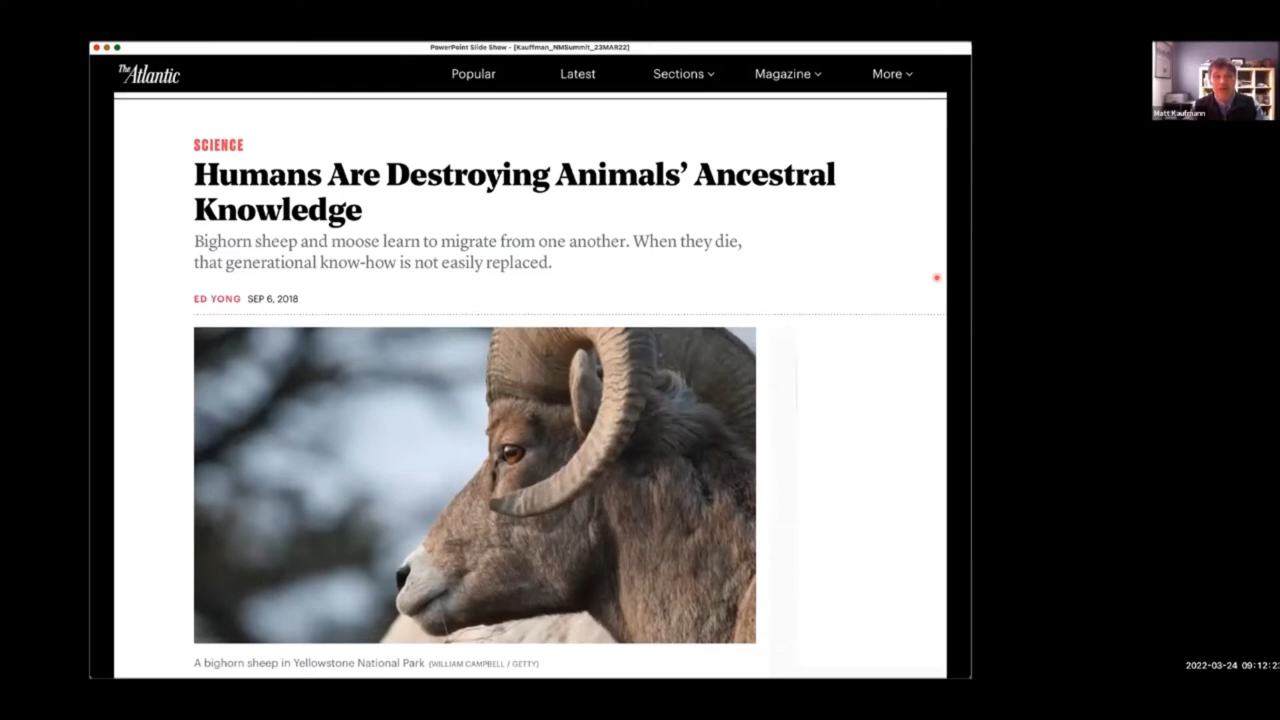 PowerPoint Slide Show - [Kauffman_NMSummit_23MAR22]
The Atlantic
Popular Latest Sections Magazine More
SCIENCE
Humans Are Destroying Animals’ Ancestral
Knowledge
Bighorn sheep and moose learn to migrate from one another. When they die,
that generational know-how is not easily replaced.
ED YONG SEP 6, 2018
A bighorn sheep in Yellowstone National Park (WILLIAM CAMPBELL / GETTY)
Matt Kaufmann
2022-03-24 09:12:2